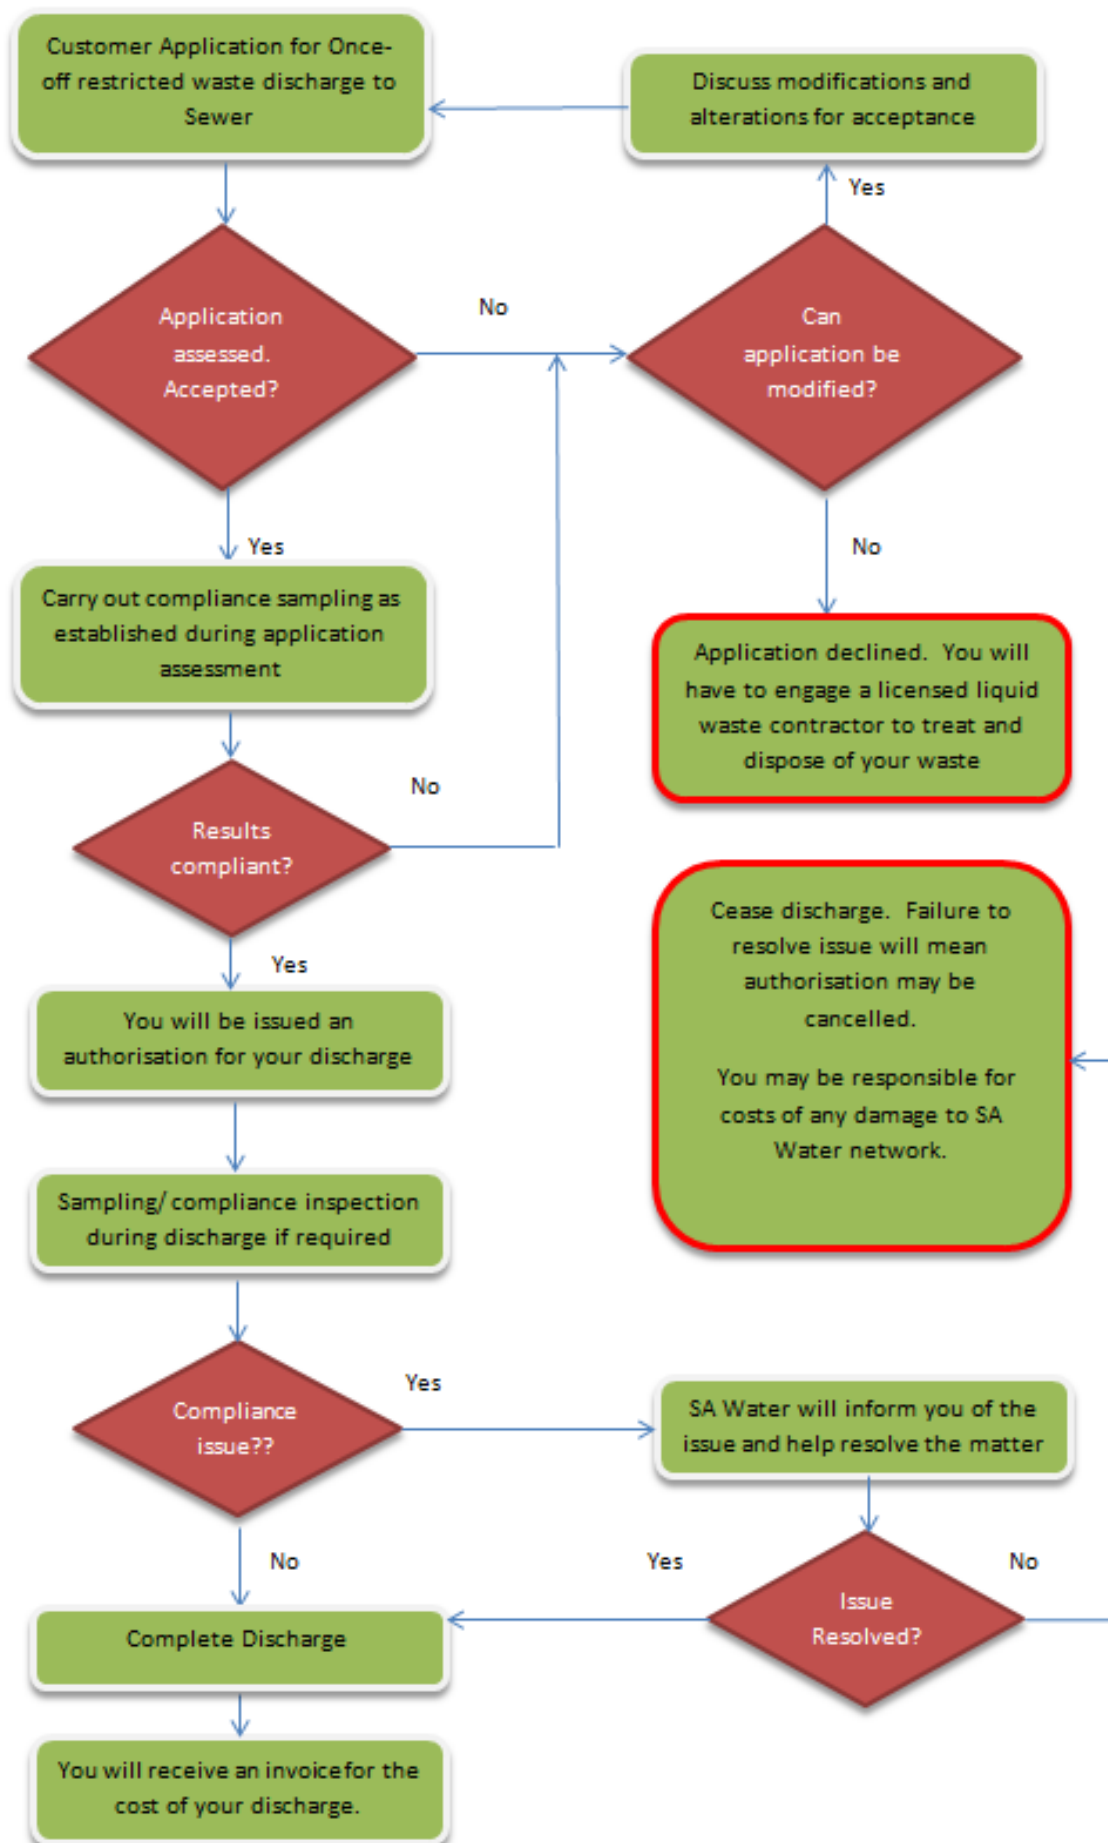 Customer Application for Once-
off restricted waste discharge to
Sewer
Discuss modifications and
alterations for acceptance
Yes
Application
assessed.
Accepted?
No
Can
application be
modified?
Yes
No
Carry out compliance sampling as
established during application
assessment
Application declined.  You will
have to engage a licensed liquid
waste contractor to treat and
dispose of your waste
Results
compliant?
No
Yes
Cease discharge.  Failure to
resolve issue will mean
authorisation may be
cancelled.
You may be responsible for
costs of any damage to SA
Water network.
You will be issued an
authorisation for your discharge
Sampling/ compliance inspection
during discharge if required
Compliance
issue??
Yes
SA Water will inform you of the
issue and help resolve the matter
No
Yes
No
Issue
Resolved?
Complete Discharge
You will receive an invoice for the
cost of your discharge.